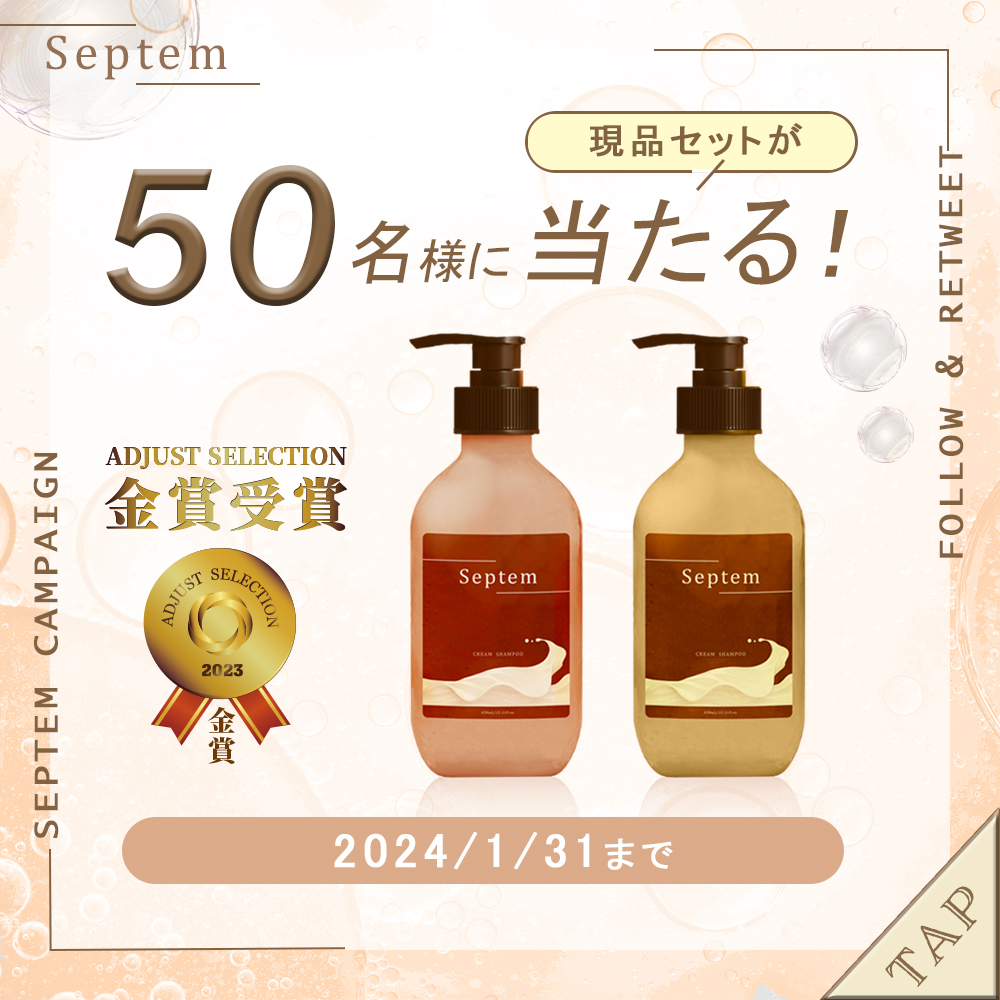 Septem
現品セットが
50名様に当たる!
FOLLOW & RETWEET
SEPTEM CAMPAIGN
ADJUST SELECTION
金賞受賞
ADJUST SELECTION
2023
金賞
Septem
CREAM SHAMPOO
Septem
CREAM SHAMPOO
2024/1/31まで
TAP